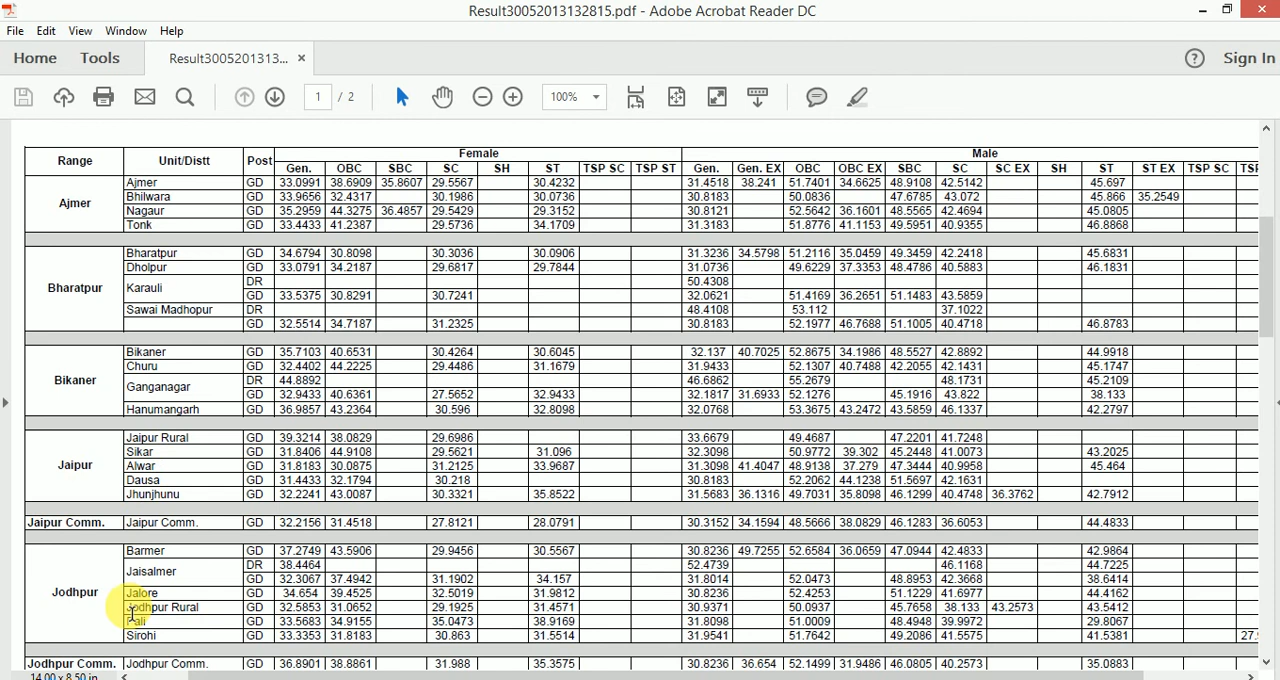 Result30052013132815.pdf - Adobe Acrobat Reader DC
File Edit View Window Help
Home Tools Result3005201313... × Sign In
1 / 2 100%
Female Male
Range Unit/Distt Post Gen. OBC SBC SC SH ST TSP SC TSP ST Gen. Gen. EX OBC OBC EX SBC SC SC EX SH ST ST EX TSP SC TSP
Ajmer
Ajmer GD 33.0991 38.6909 35.8607 29.5567 30.4232 31.4518 38.241 51.7401 34.6625 48.9108 42.5142 45.697
Bhilwara GD 33.9656 32.4317 30.1986 30.0736 30.8183 50.0836 47.6785 43.072 45.866 35.2549
Nagaur GD 35.2959 44.3275 36.4857 29.5429 29.3152 30.8121 52.5642 36.1601 48.5565 42.4694 45.0805
Tonk GD 33.4433 41.2387 29.5736 34.1709 31.3183 51.8776 41.1153 49.5951 40.9355 46.8868
Bharatpur
Bharatpur GD 34.6794 30.8098 30.3036 30.0906 31.3236 34.5798 51.2116 35.0459 49.3459 42.2418 45.6831
Dholpur GD 33.0791 34.2187 29.6817 29.7844 31.0736 49.6229 37.3353 48.4786 40.5883 46.1831
Karauli DR 50.4308
GD 33.5375 30.8291 30.7241 32.0621 51.4169 36.2651 51.1483 43.5859
Sawai Madhopur DR 48.4108 53.112 37.1022
GD 32.5514 34.7187 31.2325 30.8183 52.1977 46.7688 51.1005 40.4718 46.8783
Bikaner
Bikaner GD 35.7103 40.6531 30.4264 30.6045 32.137 40.7025 52.8675 34.1986 48.5527 42.8892 44.9918
Churu GD 32.4402 44.2225 29.4486 31.1679 31.9433 52.1307 40.7488 42.2055 42.1431 45.1747
Ganganagar DR 44.8892 46.6862 55.2679 48.1731 45.2109
GD 32.9433 40.6361 27.5652 32.9433 32.1817 31.6933 52.1276 45.1916 43.822 38.133
Hanumangarh GD 36.9857 43.2364 30.596 32.8098 32.0768 53.3675 43.2472 43.5859 46.1337 42.2797
Jaipur
Jaipur Rural GD 39.3214 38.0829 29.6986 33.6679 49.4687 47.2201 41.7248
Sikar GD 31.8406 44.9108 29.5621 31.096 32.3098 50.9772 39.302 45.2448 41.0073 43.2025
Alwar GD 31.8183 30.0875 31.2125 33.9687 31.3098 41.4047 48.9138 37.279 47.3444 40.9958 45.464
Dausa GD 31.4433 32.1794 30.218 30.8183 52.2062 44.1238 51.5697 42.1631
Jhunjhunu GD 32.2241 43.0087 30.3321 35.8522 31.5683 36.1316 49.7031 35.8098 46.1299 40.4748 36.3762 42.7912
Jaipur Comm. Jaipur Comm. GD 32.2156 31.4518 27.8121 28.0791 30.3152 34.1594 48.5666 38.0829 46.1283 36.6053 44.4833
Jodhpur
Barmer GD 37.2749 43.5906 29.9456 30.5567 30.8236 49.7255 52.6584 36.0659 47.0944 42.4833 42.9864
Jaisalmer DR 38.4464 52.4739 46.1168 44.7225
GD 32.3067 37.4942 31.1902 34.157 31.8014 52.0473 48.8953 42.3668 38.6414
Jalore GD 34.654 39.4525 32.5019 31.9812 30.8236 52.4253 51.1229 41.6977 44.4162
Jodhpur Rural GD 32.5853 31.0652 29.1925 31.4571 30.9371 50.0937 45.7658 38.133 43.2573 43.5412
Pali GD 33.5683 34.9155 35.0473 38.9169 31.8098 51.0009 48.4948 39.9972 29.8067
Sirohi GD 33.3353 31.8183 30.863 31.5514 31.9541 51.7642 49.2086 41.5575 41.5381
Jodhpur Comm. Jodhpur Comm. GD 36.8901 38.8861 31.988 35.3575 30.8236 36.654 52.1499 31.9486 46.0805 40.2573 35.0883
14.00 x 8.50 in